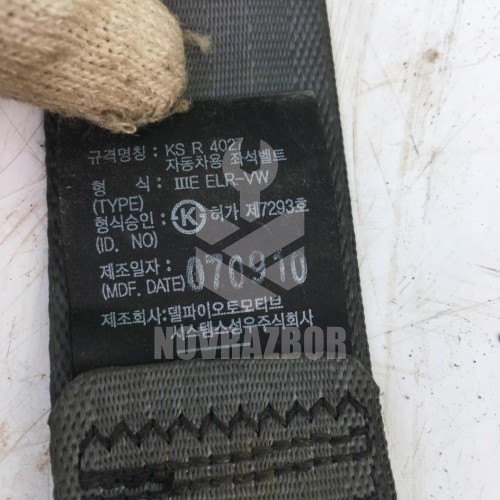 규격명칭 : KS R 4027
자동차용 좌석벨트
형 식 : IIIE ELR-VW
(TYPE)
형식승인 : K 허가 제7293호
(ID. NO)
제조일자 : 070910
(MDF. DATE)
제조회사: 델파이오토모티브
시스템스성우주식회사
NOVRAZBOR